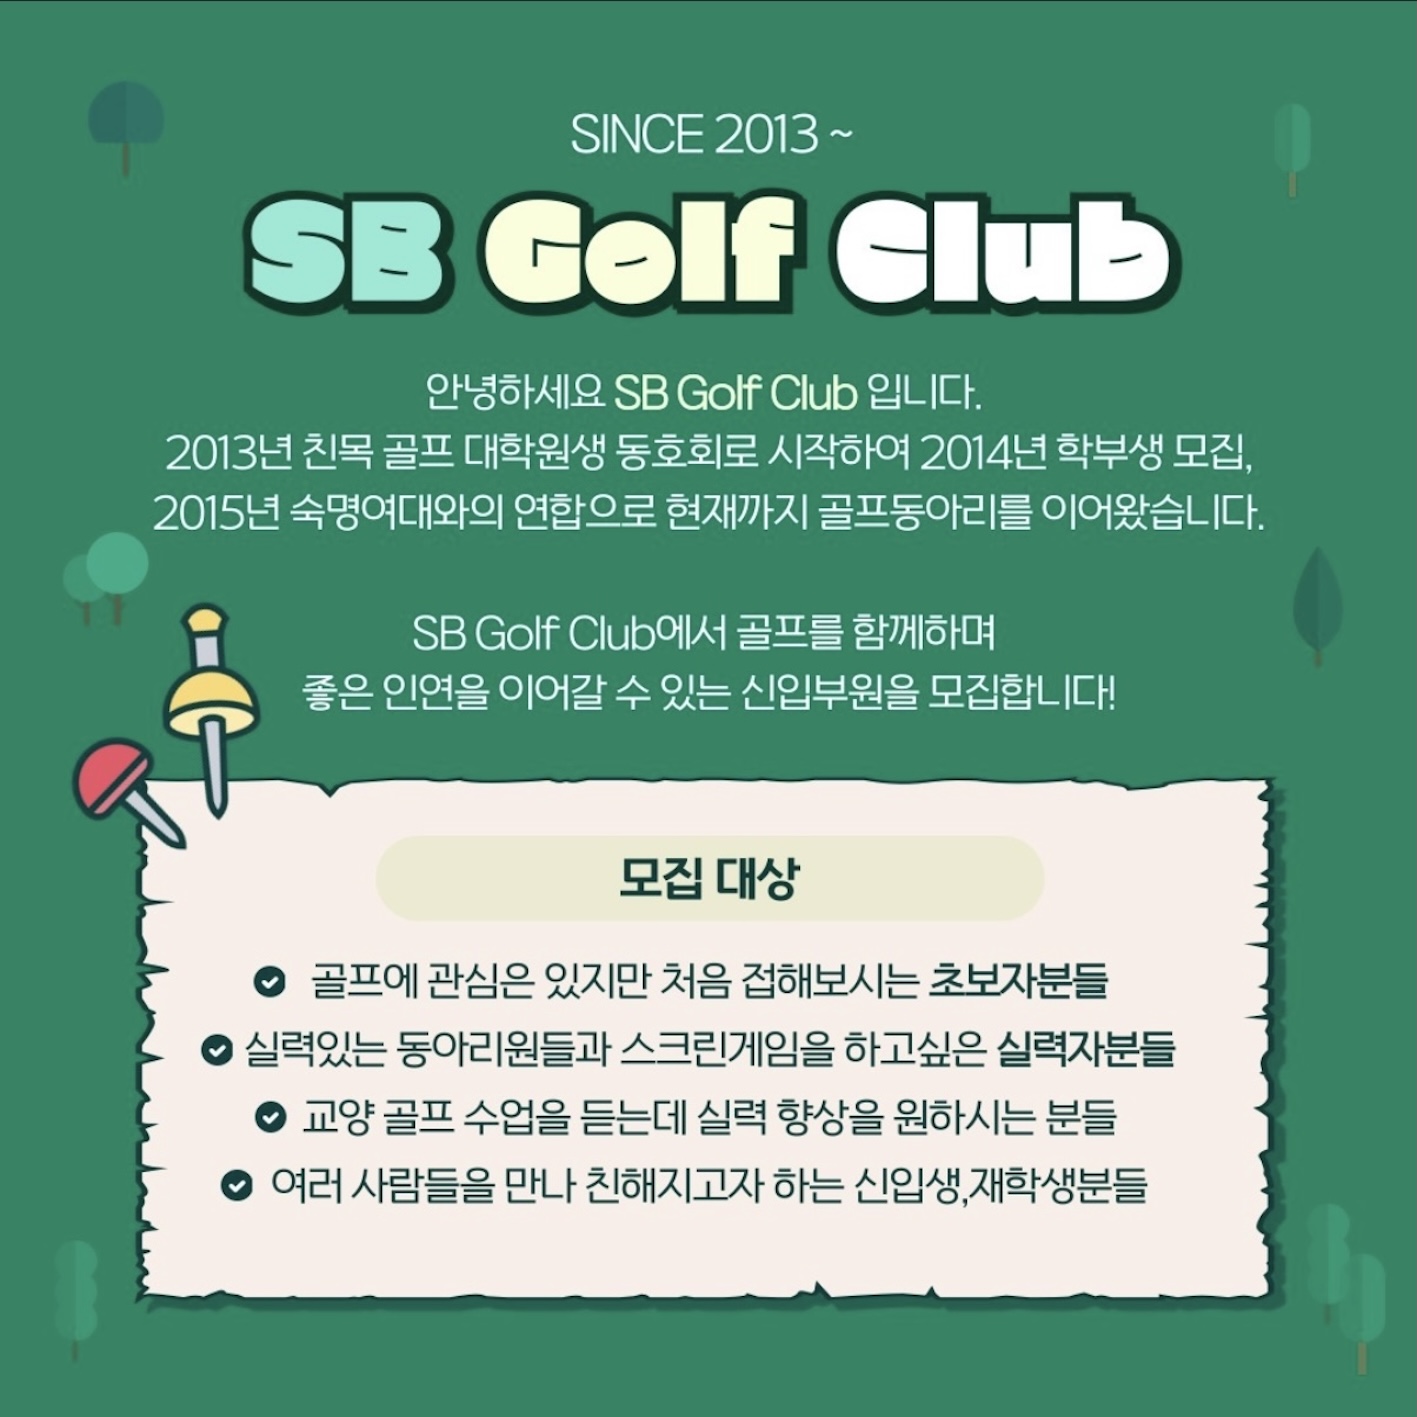 SINCE 2013 ~
SB Golf Club
안녕하세요 SB Golf Club 입니다.
2013년 친목 골프 대학원생 동호회로 시작하여 2014년 학부생 모집,
2015년 숙명여대와의 연합으로 현재까지 골프동아리를 이어왔습니다.
SB Golf Club에서 골프를 함께하며
좋은 인연을 이어갈 수 있는 신입부원을 모집합니다!
모집 대상
골프에 관심은 있지만 처음 접해보시는 초보자분들
실력있는 동아리원들과 스크린게임을 하고싶은 실력자분들
교양 골프 수업을 듣는데 실력 향상을 원하시는 분들
여러 사람들을 만나 친해지고자 하는 신입생,재학생분들